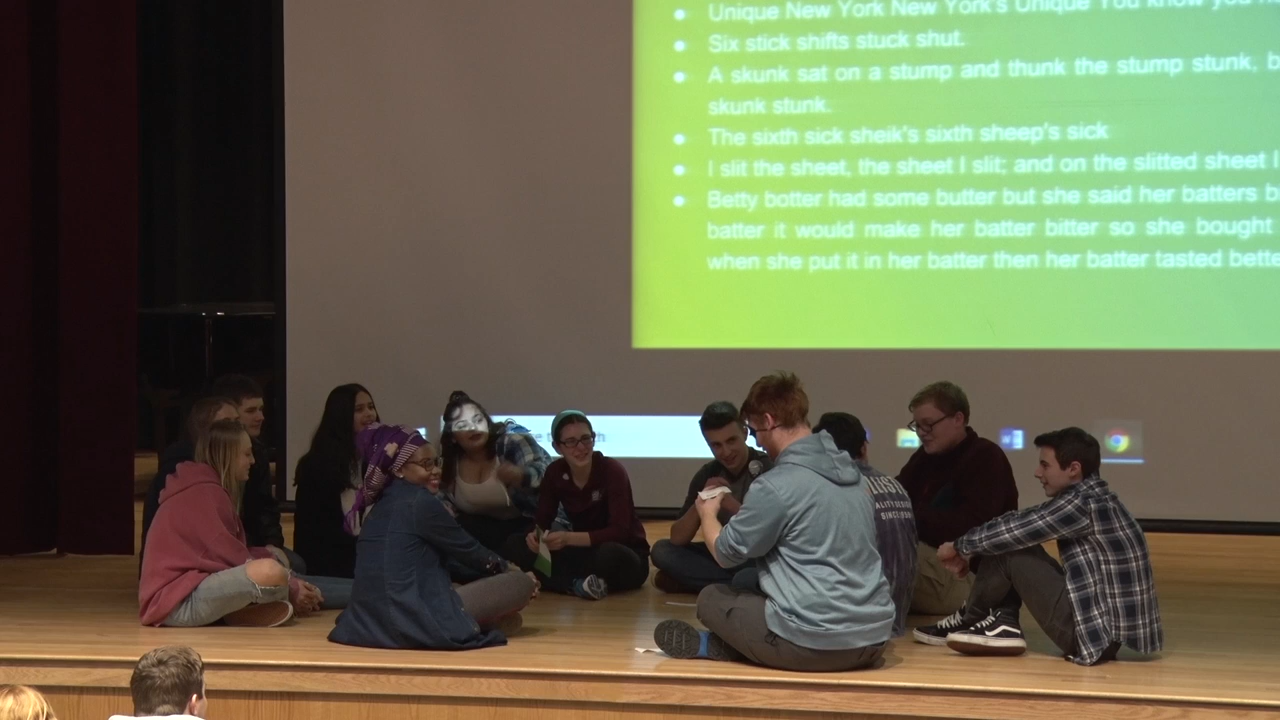 Unique New York New York's Unique You know you
Six stick shifts stuck shut.
A skunk sat on a stump and thunk the stump stunk, b
skunk stunk.
The sixth sick sheik's sixth sheep's sick
I slit the sheet, the sheet I slit; and on the slitted sheet I
Betty botter had some butter but she said her batters b
batter it would make her batter bitter so she bought
when she put it in her batter then her batter tasted bette
ALITY DESIG
SINCE